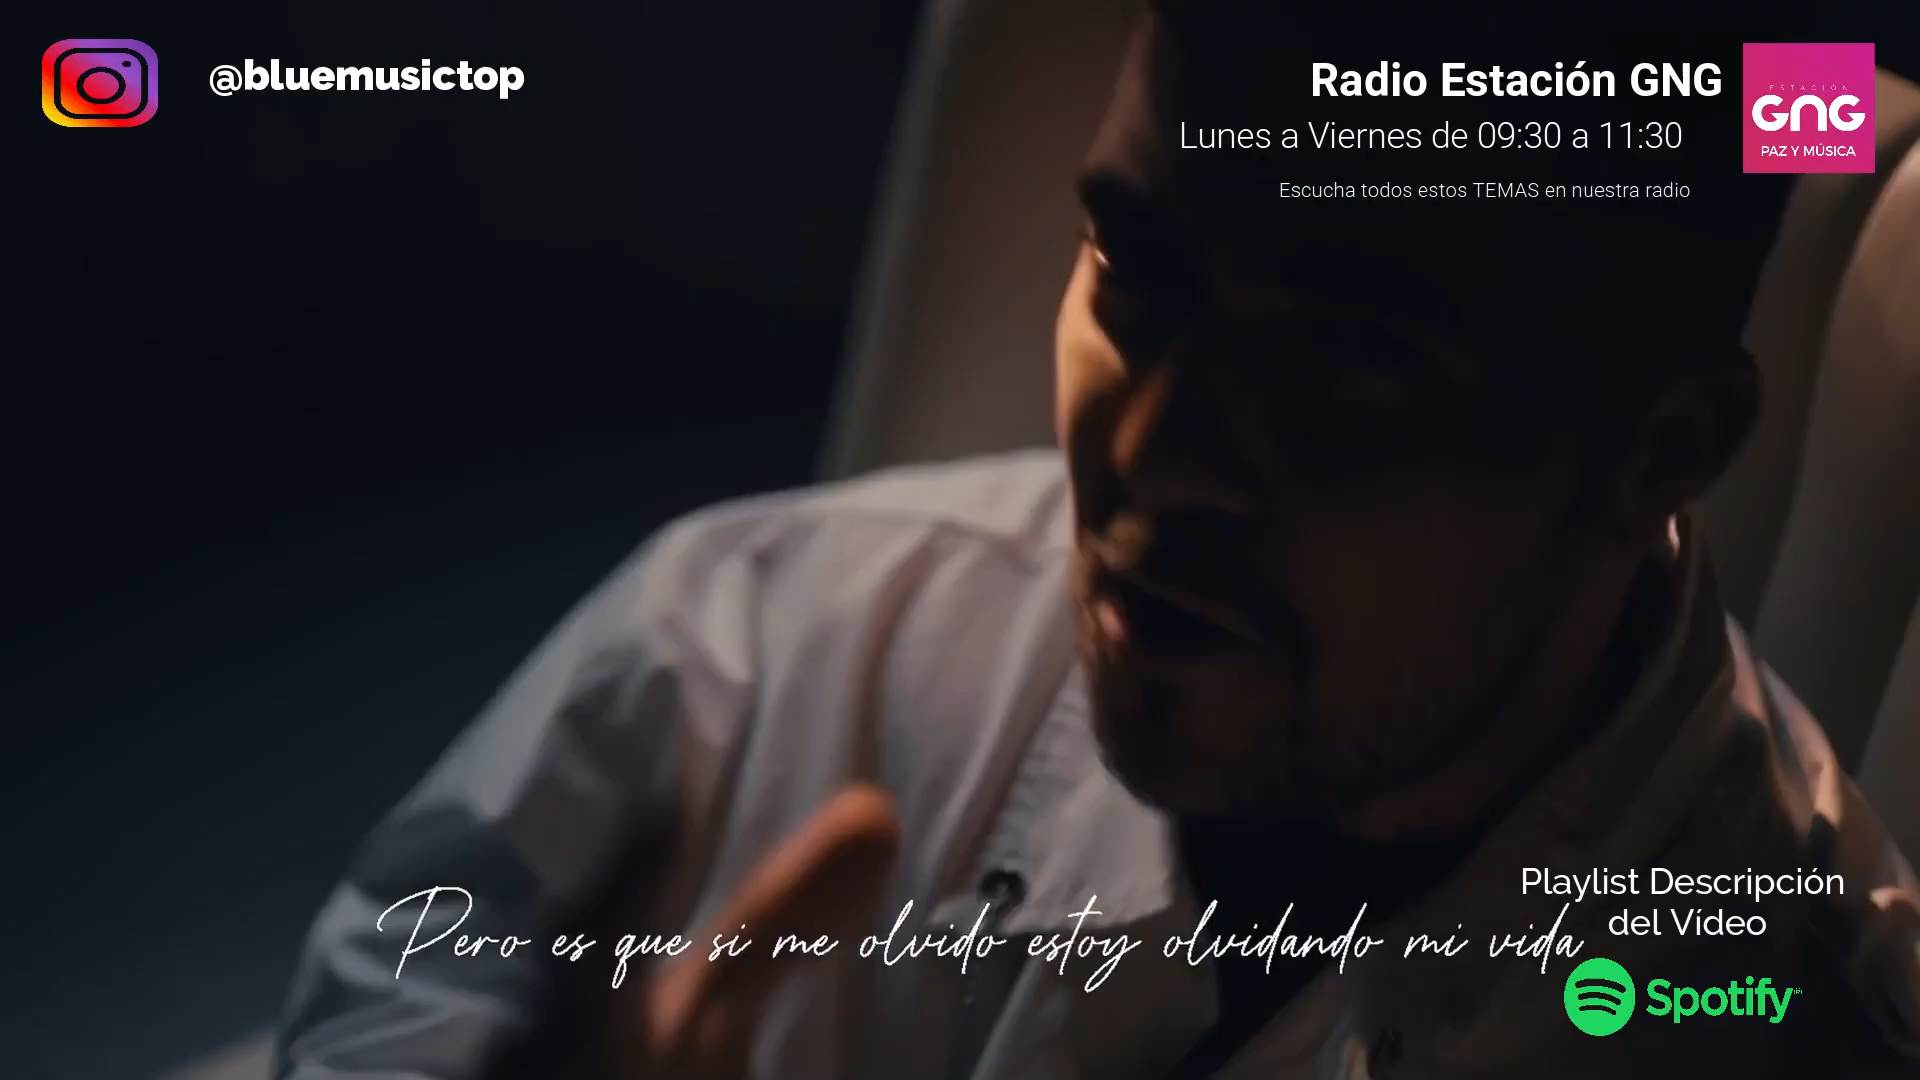 @bluemusictop
Radio Estación GNG
Lunes a Viernes de 09:30 a 11:30
Escucha todos estos TEMAS en nuestra radio
ESTACIÓN
GNG
PAZ Y MÚSICA
Pero es que si me olvido estoy olvidando mi vida
Playlist Descripción
del Vídeo
Spotify